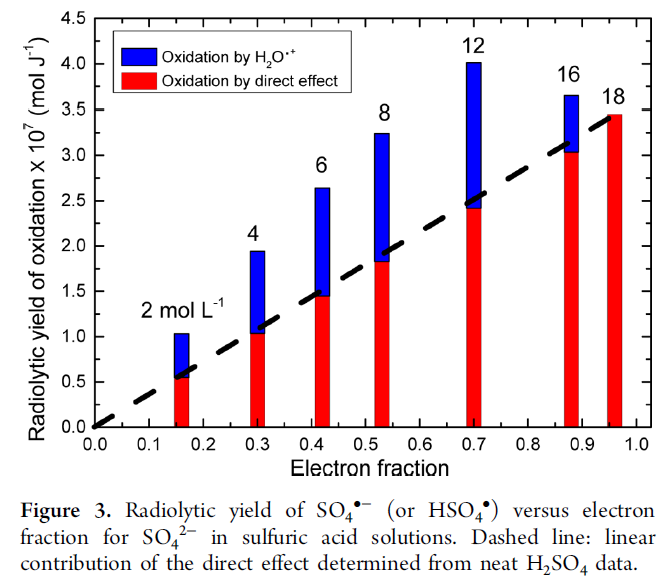 Radiolytic yield of oxidation X 10⁷ (mol J⁻¹)
4.5
4.0
3.5
3.0
2.5
2.0
1.5
1.0
0.5
0.0
Oxidation by H₂O•⁺
Oxidation by direct effect
2 mol L⁻¹
4
6
8
12
16
18
0.0 0.1 0.2 0.3 0.4 0.5 0.6 0.7 0.8 0.9 1.0
Electron fraction
Figure 3. Radiolytic yield of SO₄•⁻ (or HSO₄•) versus electron
fraction for SO₄²⁻ in sulfuric acid solutions. Dashed line: linear
contribution of the direct effect determined from neat H₂SO₄ data.